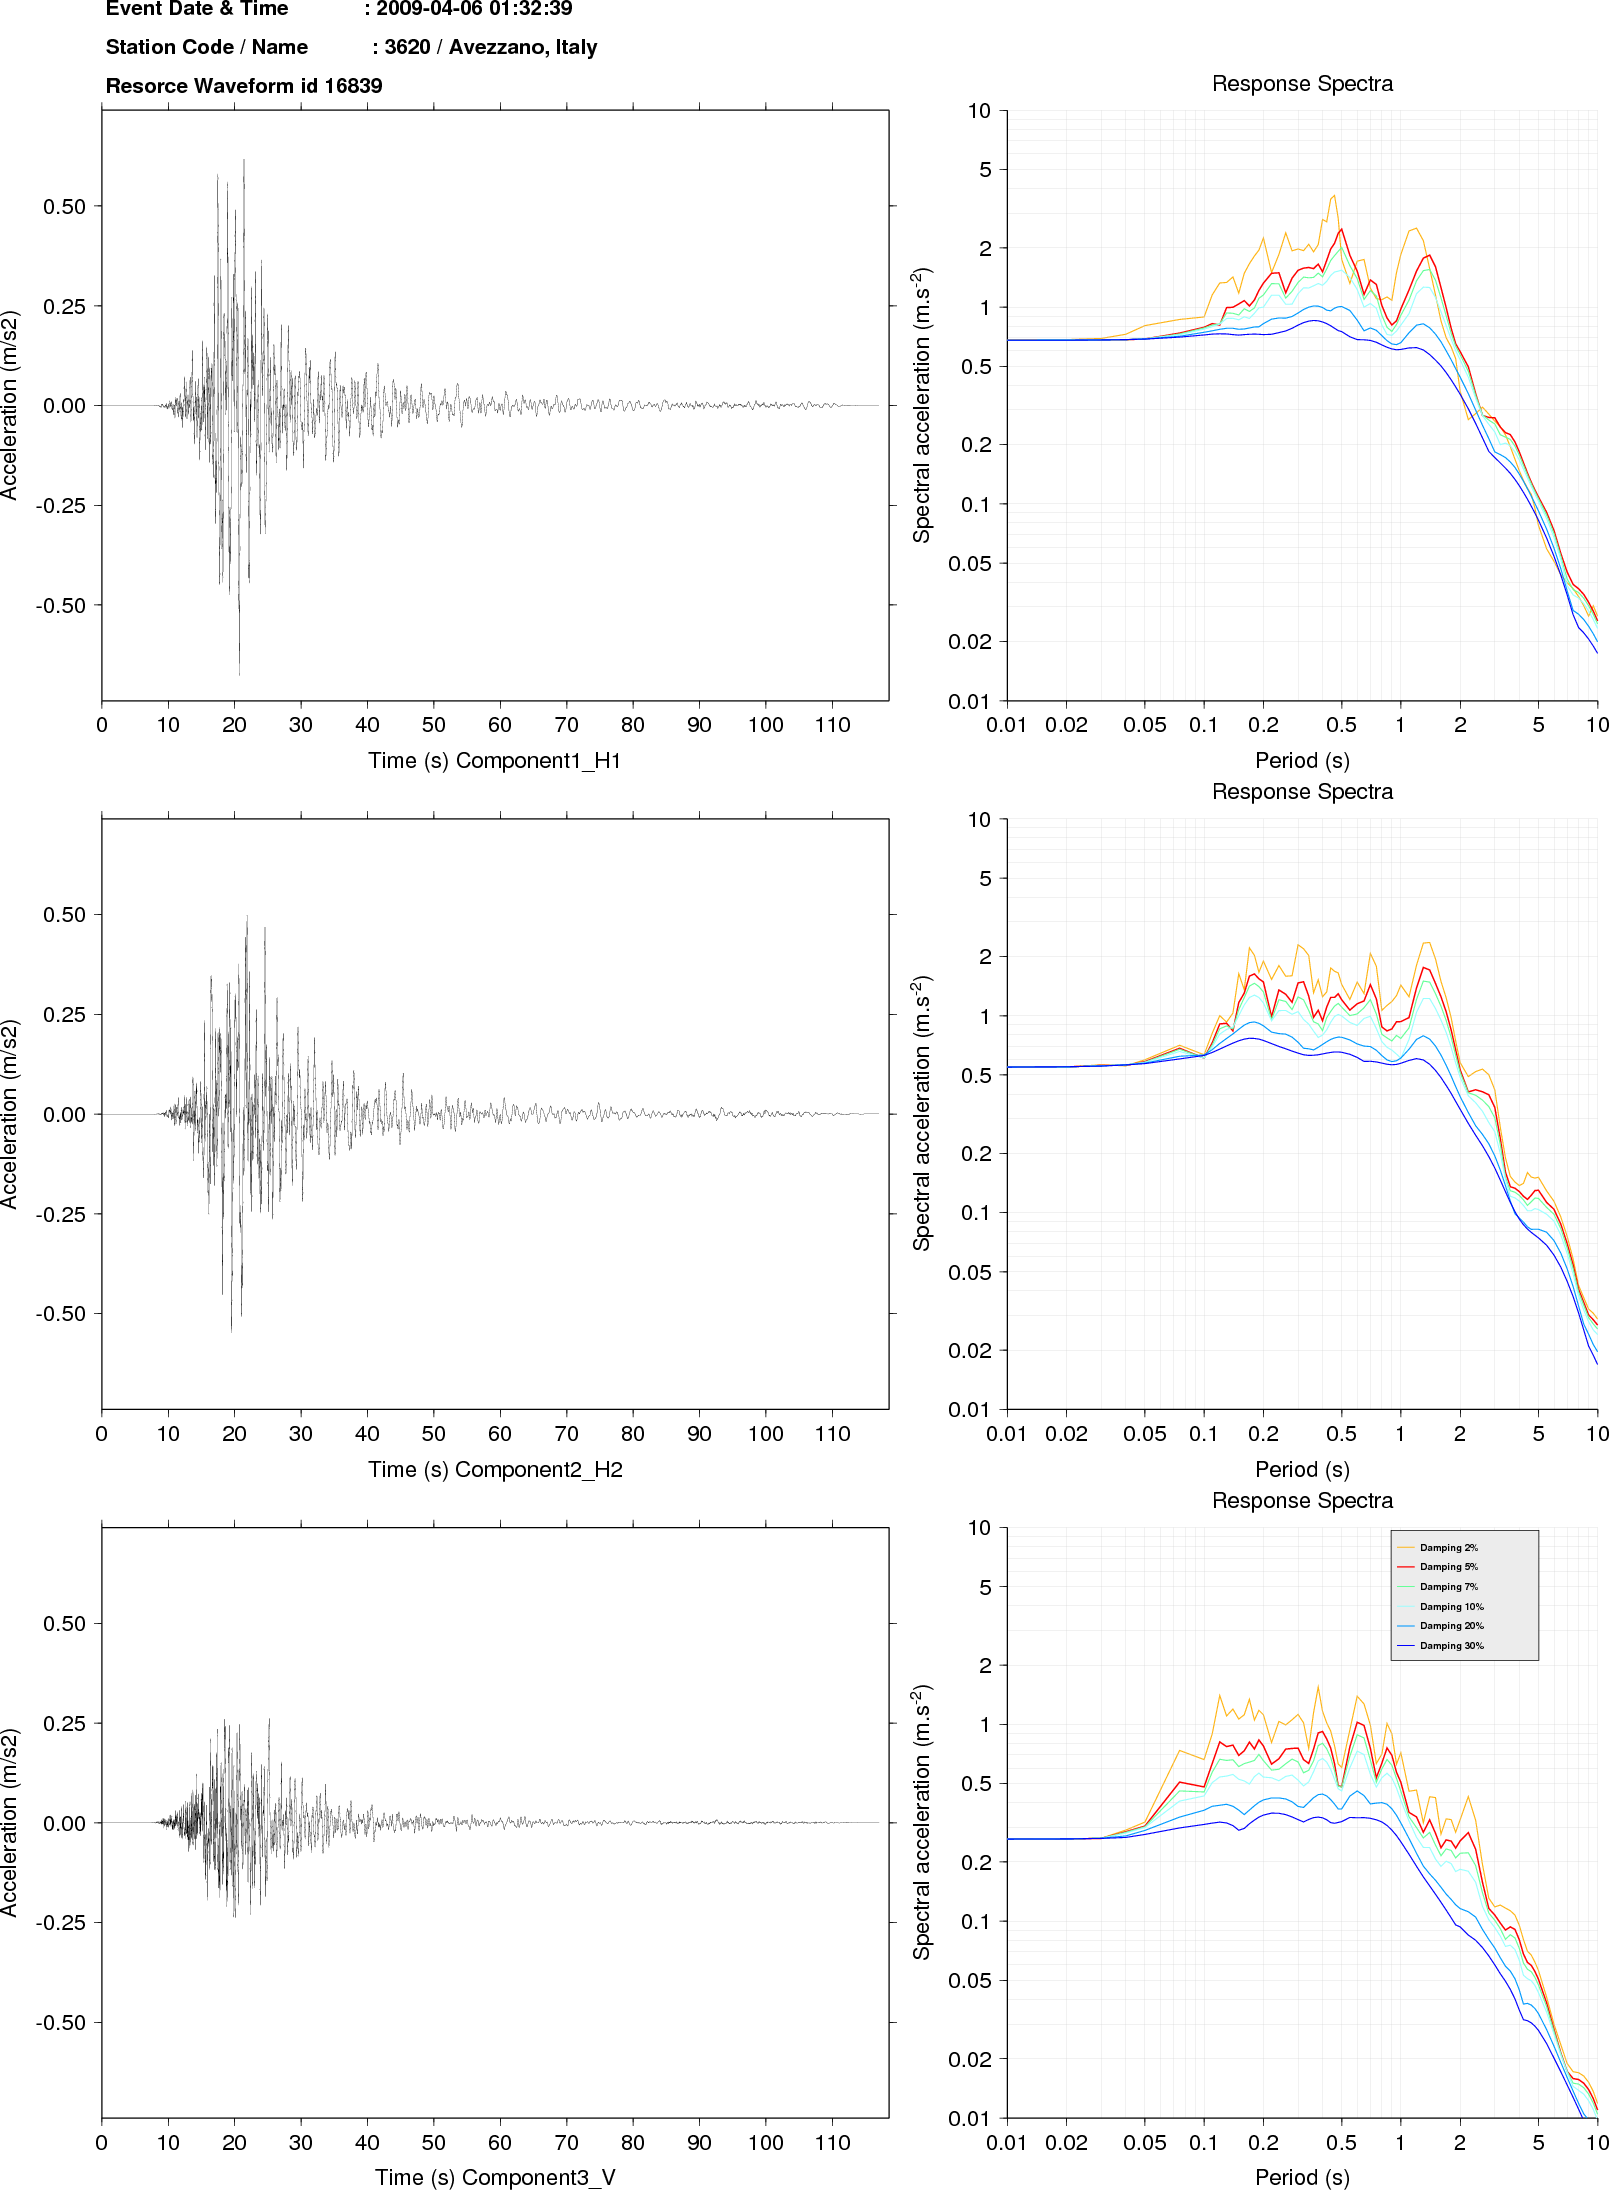 Event Date & Time : 2009-04-06 01:32:39
Station Code / Name : 3620 / Avezzano, Italy
Resorce Waveform id 16839
Acceleration (m/s2)
0.50
0.25
0.00
-0.25
-0.50
0 10 20 30 40 50 60 70 80 90 100 110
Time (s) Component1_H1
Response Spectra
Spectral acceleration (m.s-2)
10
5
2
1
0.5
0.2
0.1
0.05
0.02
0.01
0.01 0.02 0.05 0.1 0.2 0.5 1 2 5 10
Period (s)
Acceleration (m/s2)
0.50
0.25
0.00
-0.25
-0.50
0 10 20 30 40 50 60 70 80 90 100 110
Time (s) Component2_H2
Response Spectra
Spectral acceleration (m.s-2)
10
5
2
1
0.5
0.2
0.1
0.05
0.02
0.01
0.01 0.02 0.05 0.1 0.2 0.5 1 2 5 10
Period (s)
Acceleration (m/s2)
0.50
0.25
0.00
-0.25
-0.50
0 10 20 30 40 50 60 70 80 90 100 110
Time (s) Component3_V
Response Spectra
Spectral acceleration (m.s-2)
10
5
2
1
0.5
0.2
0.1
0.05
0.02
0.01
Damping 2%
Damping 5%
Damping 7%
Damping 10%
Damping 20%
Damping 30%
0.01 0.02 0.05 0.1 0.2 0.5 1 2 5 10
Period (s)